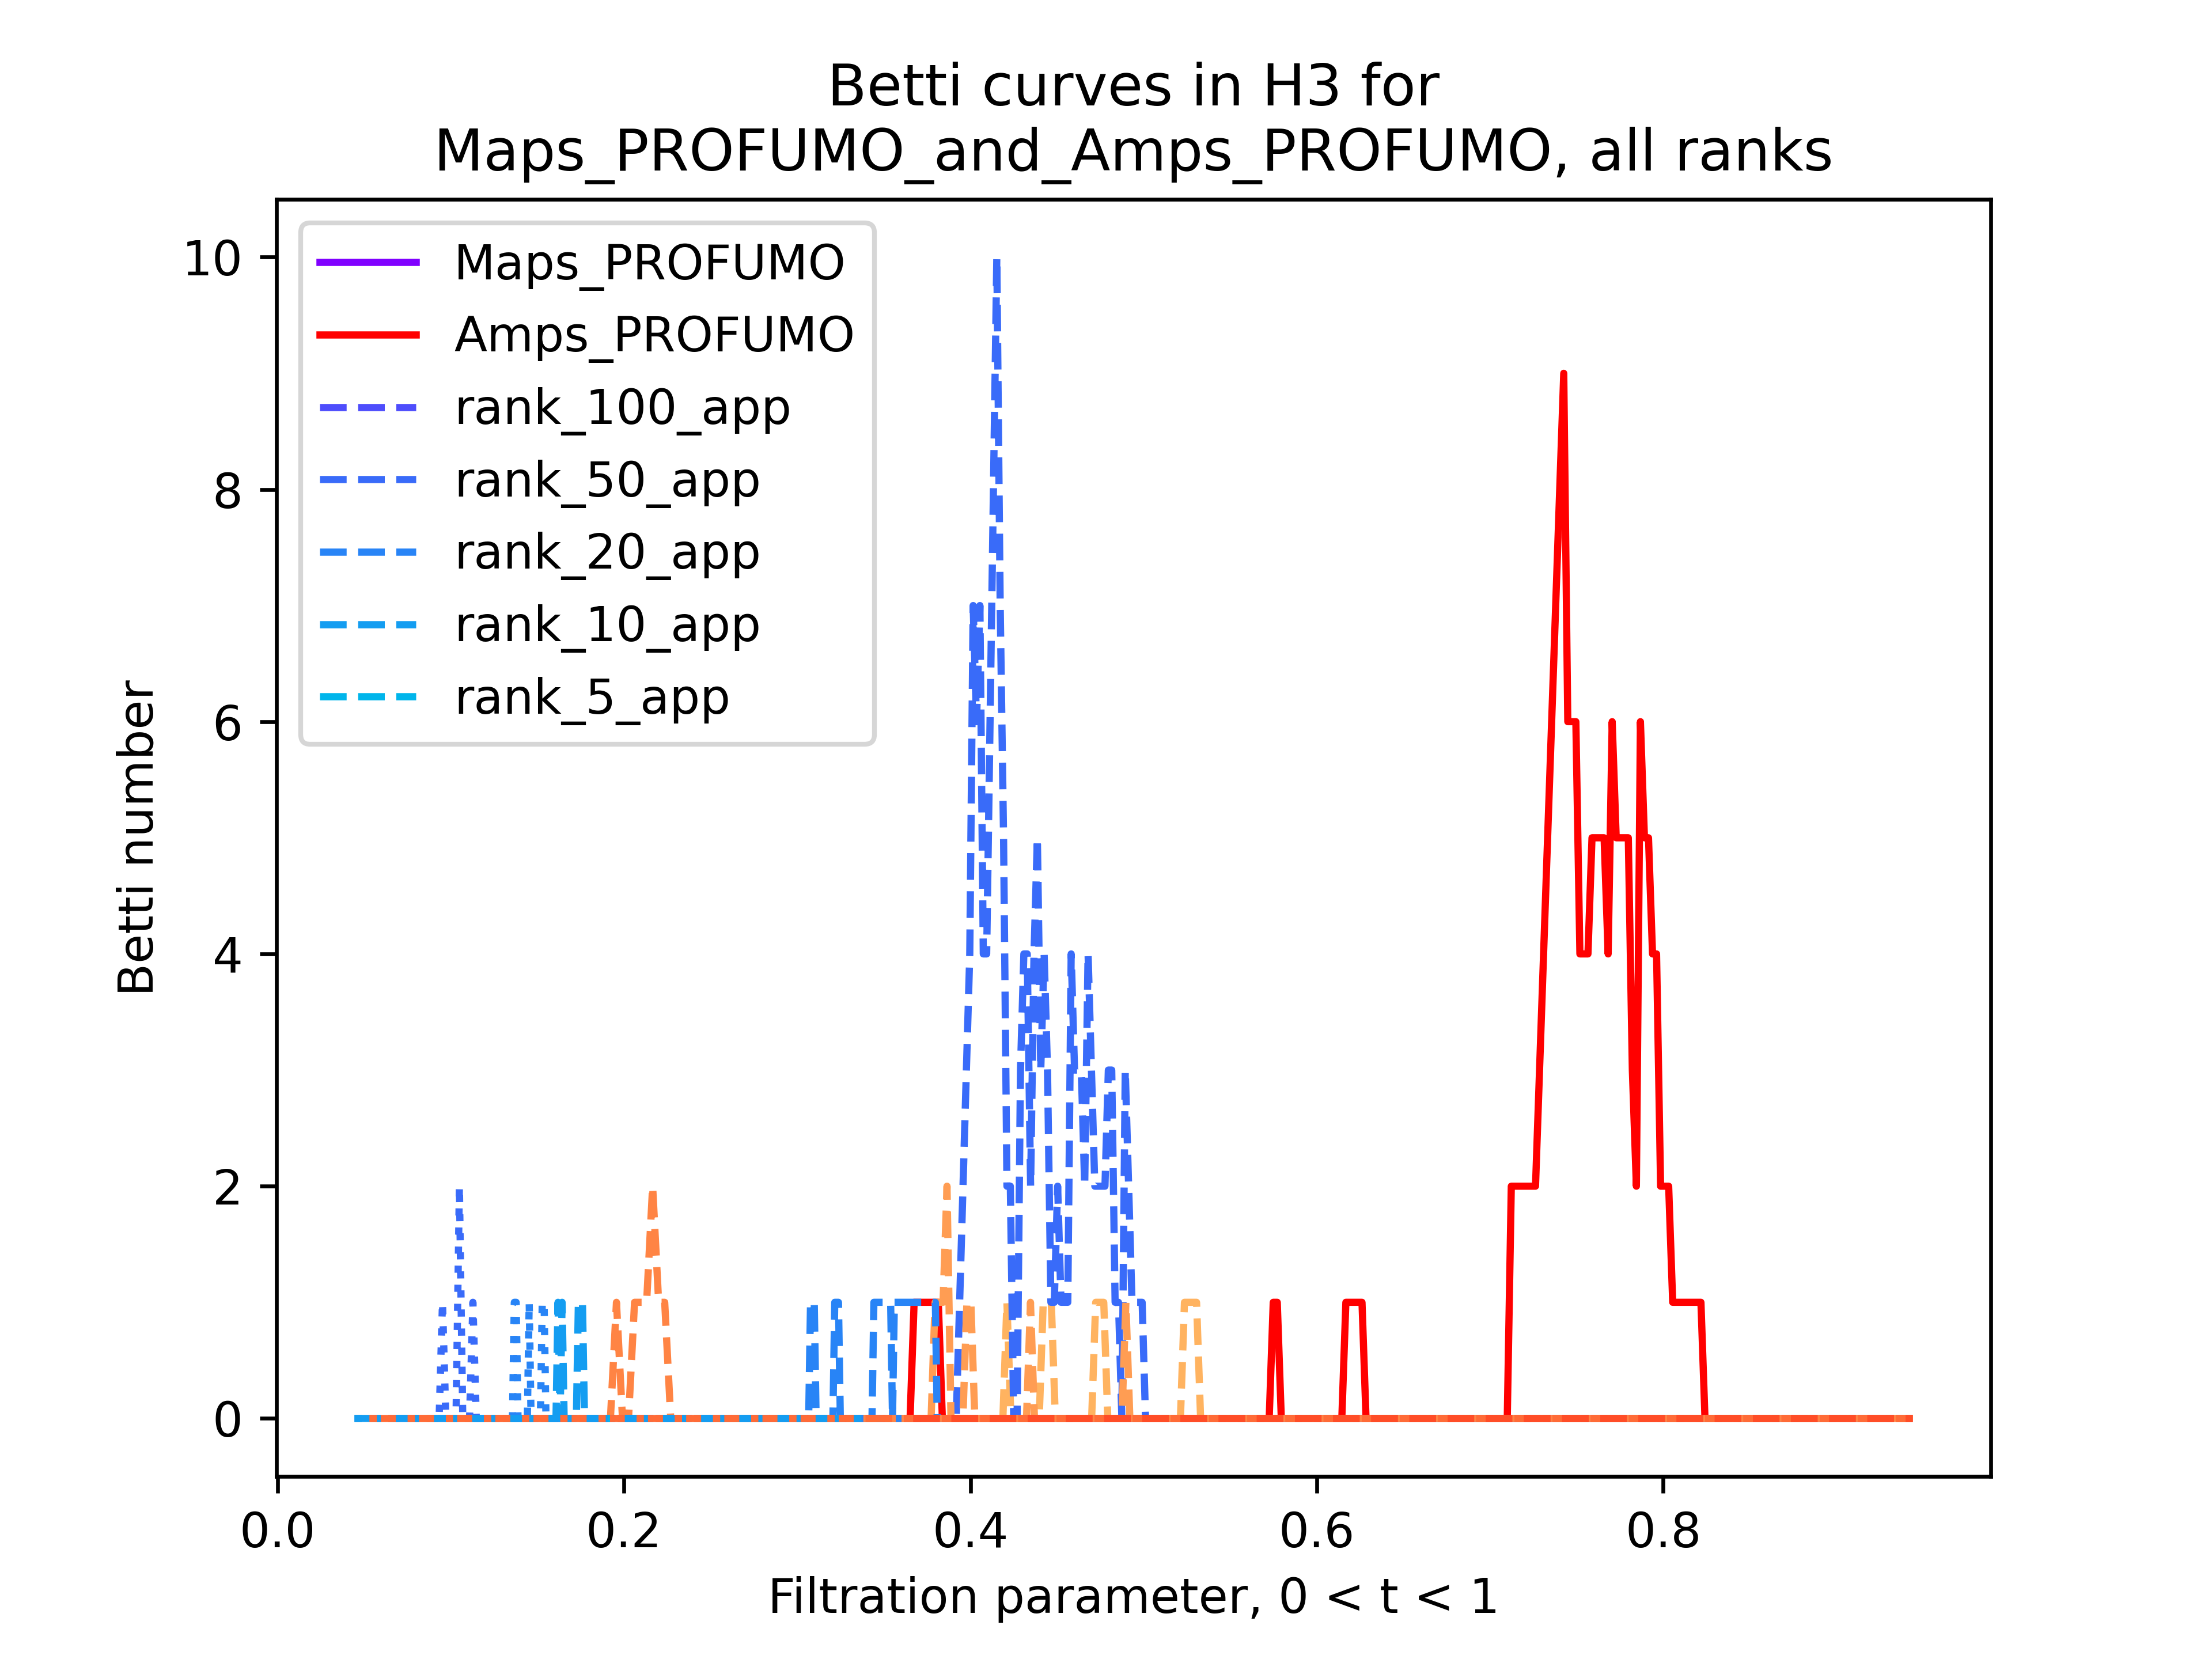 Betti curves in H3 for
Maps_PROFUMO_and_Amps_PROFUMO, all ranks
Maps_PROFUMO
Amps_PROFUMO
rank_100_app
rank_50_app
rank_20_app
rank_10_app
rank_5_app
10
8
6
4
2
0
Betti number
0.0 0.2 0.4 0.6 0.8
Filtration parameter, 0 < t < 1